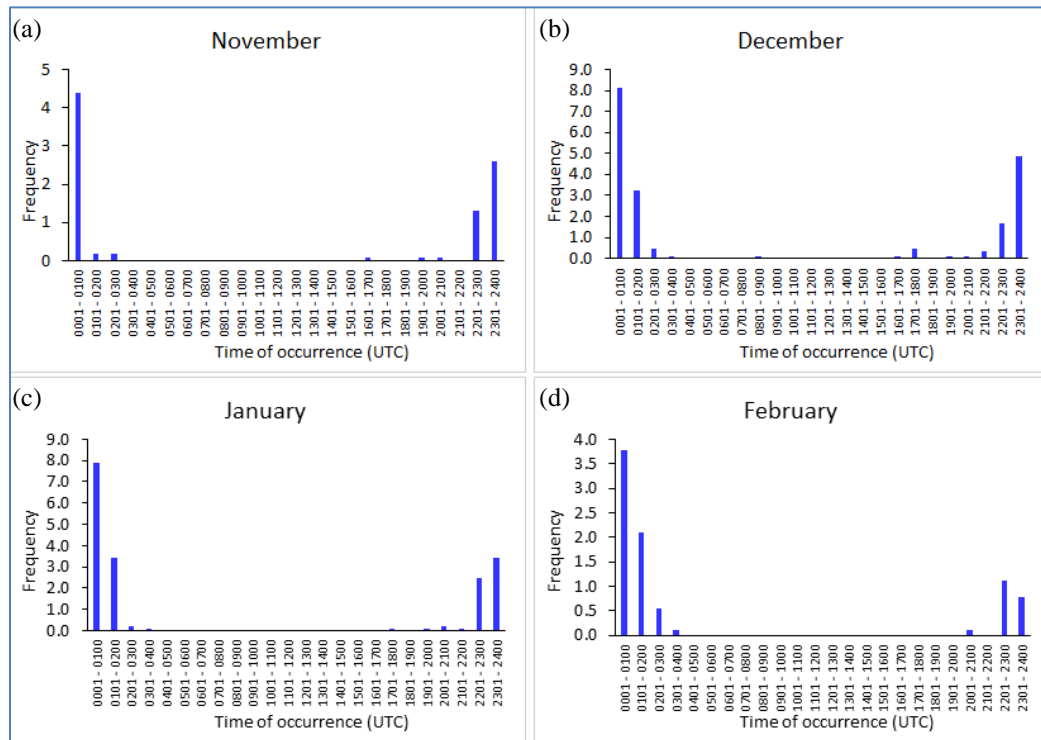 (a)
November
5
4
3
2
1
0
Frequency
0001 - 0100
0101 - 0200
0201 - 0300
0301 - 0400
0401 - 0500
0501 - 0600
0601 - 0700
0701 - 0800
0801 - 0900
0901 - 1000
1001 - 1100
1101 - 1200
1201 - 1300
1301 - 1400
1401 - 1500
1501 - 1600
1601 - 1700
1701 - 1800
1801 - 1900
1901 - 2000
2001 - 2100
2101 - 2200
2201 - 2300
2301 - 2400
Time of occurrence (UTC)
(b)
December
9.0
8.0
7.0
6.0
5.0
4.0
3.0
2.0
1.0
0.0
Frequency
0001 - 0100
0101 - 0200
0201 - 0300
0301 - 0400
0401 - 0500
0501 - 0600
0601 - 0700
0701 - 0800
0801 - 0900
0901 - 1000
1001 - 1100
1101 - 1200
1201 - 1300
1301 - 1400
1401 - 1500
1501 - 1600
1601 - 1700
1701 - 1800
1801 - 1900
1901 - 2000
2001 - 2100
2101 - 2200
2201 - 2300
2301 - 2400
Time of occurrence (UTC)
(c)
January
9.0
8.0
7.0
6.0
5.0
4.0
3.0
2.0
1.0
0.0
Frequency
0001 - 0100
0101 - 0200
0201 - 0300
0301 - 0400
0401 - 0500
0501 - 0600
0601 - 0700
0701 - 0800
0801 - 0900
0901 - 1000
1001 - 1100
1101 - 1200
1201 - 1300
1301 - 1400
1401 - 1500
1501 - 1600
1601 - 1700
1701 - 1800
1801 - 1900
1901 - 2000
2001 - 2100
2101 - 2200
2201 - 2300
2301 - 2400
Time of occurrence (UTC)
(d)
February
4.0
3.5
3.0
2.5
2.0
1.5
1.0
0.5
0.0
Frequency
0001 - 0100
0101 - 0200
0201 - 0300
0301 - 0400
0401 - 0500
0501 - 0600
0601 - 0700
0701 - 0800
0801 - 0900
0901 - 1000
1001 - 1100
1101 - 1200
1201 - 1300
1301 - 1400
1401 - 1500
1501 - 1600
1601 - 1700
1701 - 1800
1801 - 1900
1901 - 2000
2001 - 2100
2101 - 2200
2201 - 2300
2301 - 2400
Time of occurrence (UTC)